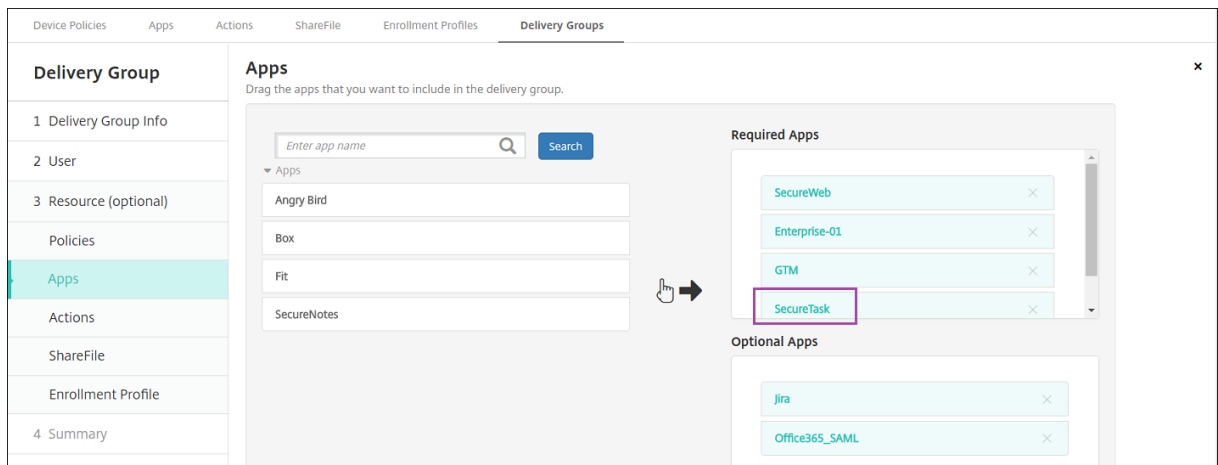 Device Policies Apps Actions ShareFile Enrollment Profiles Delivery Groups
Delivery Group
1 Delivery Group Info
2 User
3 Resource (optional)
Policies
Apps
Actions
ShareFile
Enrollment Profile
4 Summary
Apps
Drag the apps that you want to include in the delivery group.
Enter app name
Search
Apps
Angry Bird
Box
Fit
SecureNotes
Required Apps
SecureWeb
Enterprise-01
GTM
SecureTask
Optional Apps
Jira
Office365_SAML